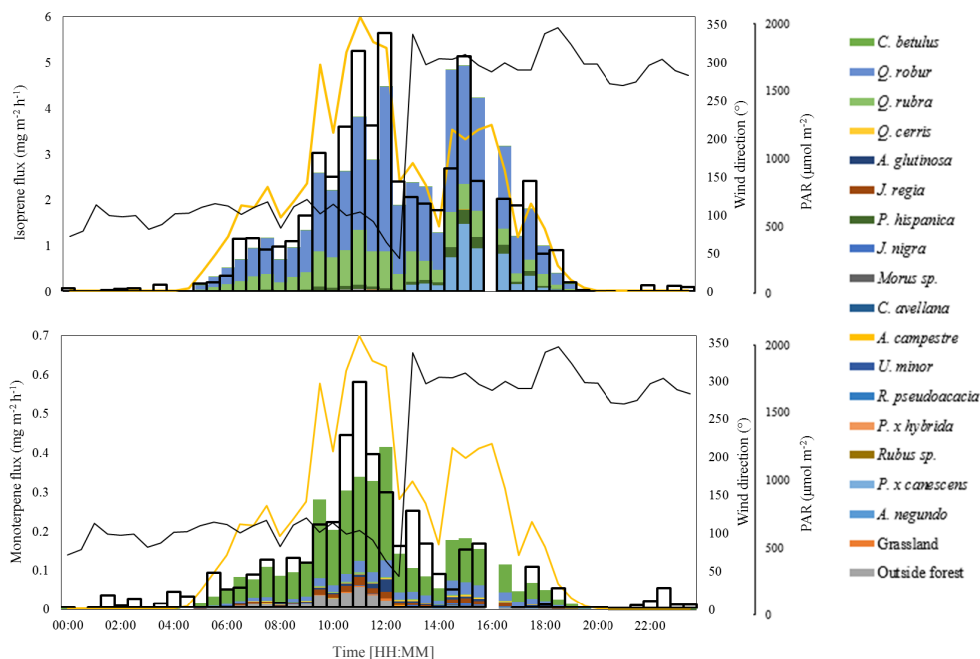 6
5
4
3
2
1
0
Isoprene flux (mg m⁻² h⁻¹)
350
300
250
200
150
100
50
0
Wind direction (°)
2000
1500
1000
500
0
PAR (μmol m⁻²)
0.7
0.6
0.5
0.4
0.3
0.2
0.1
0
Monoterpene flux (mg m⁻² h⁻¹)
350
300
250
200
150
100
50
0
Wind direction (°)
2000
1500
1000
500
0
PAR (μmol m⁻²)
00:00 02:00 04:00 06:00 08:00 10:00 12:00 14:00 16:00 18:00 20:00 22:00
Time [HH:MM]
C. betulus
Q. robur
Q. rubra
Q. cerris
A. glutinosa
J. regia
P. hispanica
J. nigra
Morus sp.
C. avellana
A. campestre
U. minor
R. pseudoacacia
P. x hybrida
Rubus sp.
P. x canescens
A. negundo
Grassland
Outside forest